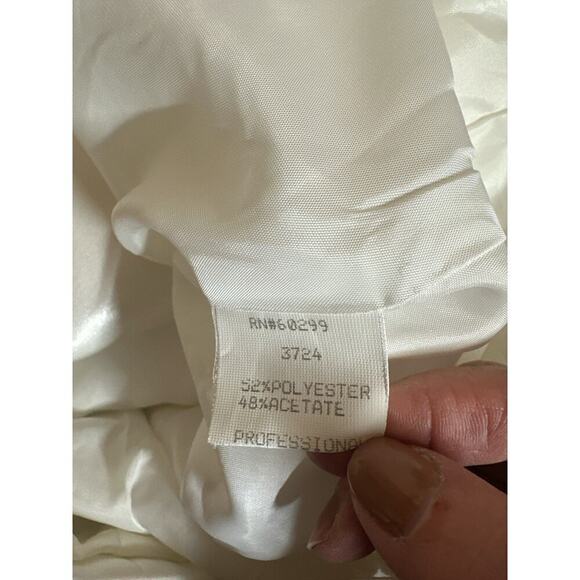 RN#60299
3724
52%POLYESTER
48%ACETATE
PROFESSIONAL